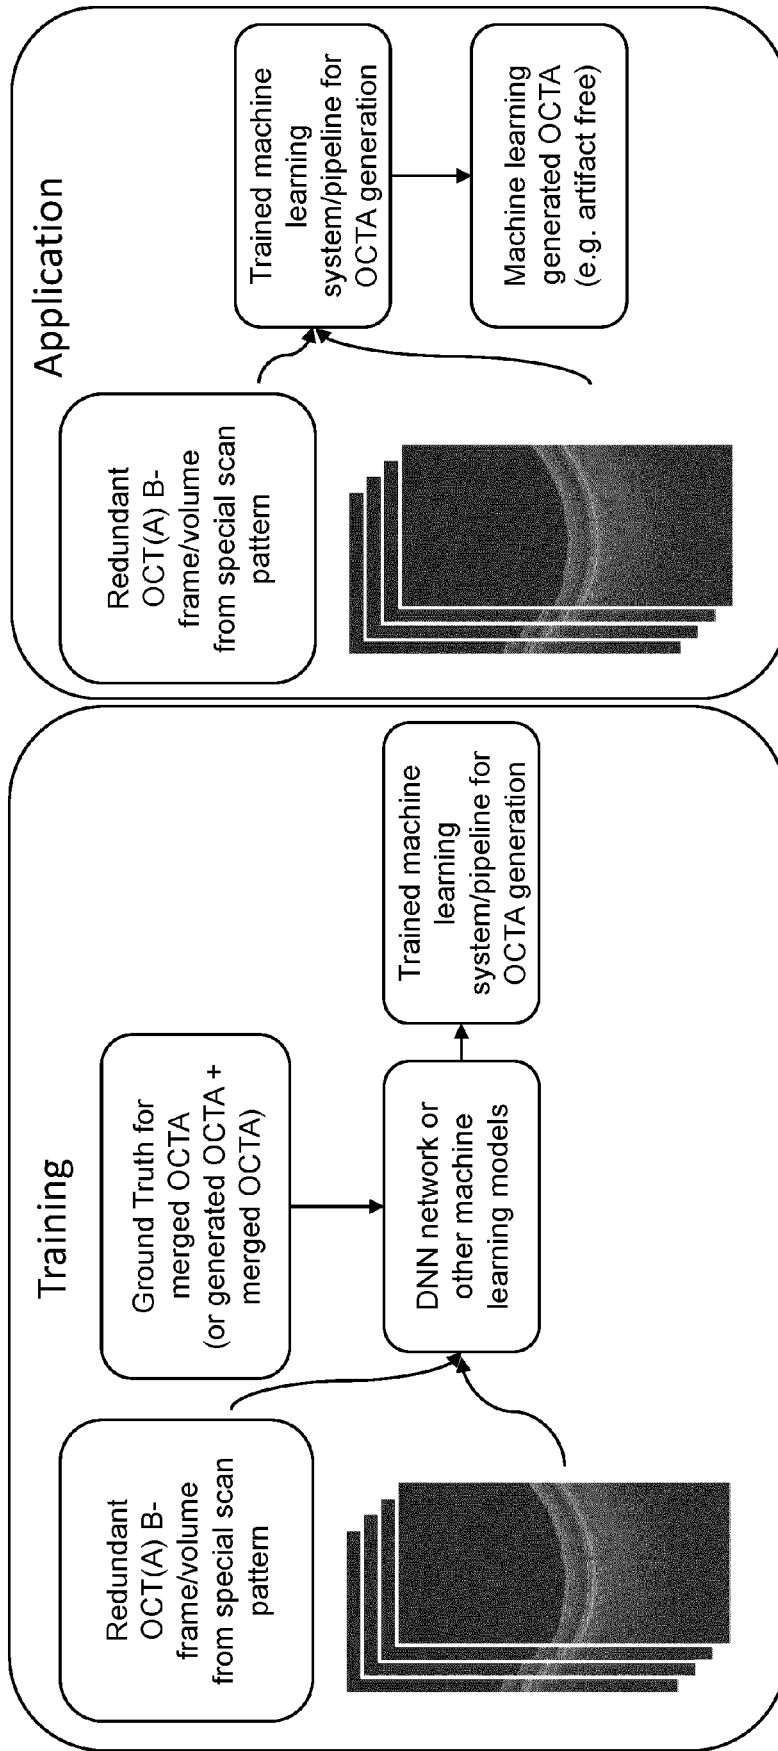 Training
Redundant
OCT(A) B-
frame/volume
from special scan
pattern
Ground Truth for
merged OCTA
(or generated OCTA +
merged OCTA)
DNN network or
other machine
learning models
Trained machine
learning
system/pipeline for
OCTA generation
Application
Redundant
OCT(A) B-
frame/volume
from special scan
pattern
Trained machine
learning
system/pipeline for
OCTA generation
Machine learning
generated OCTA
(e.g. artifact free)